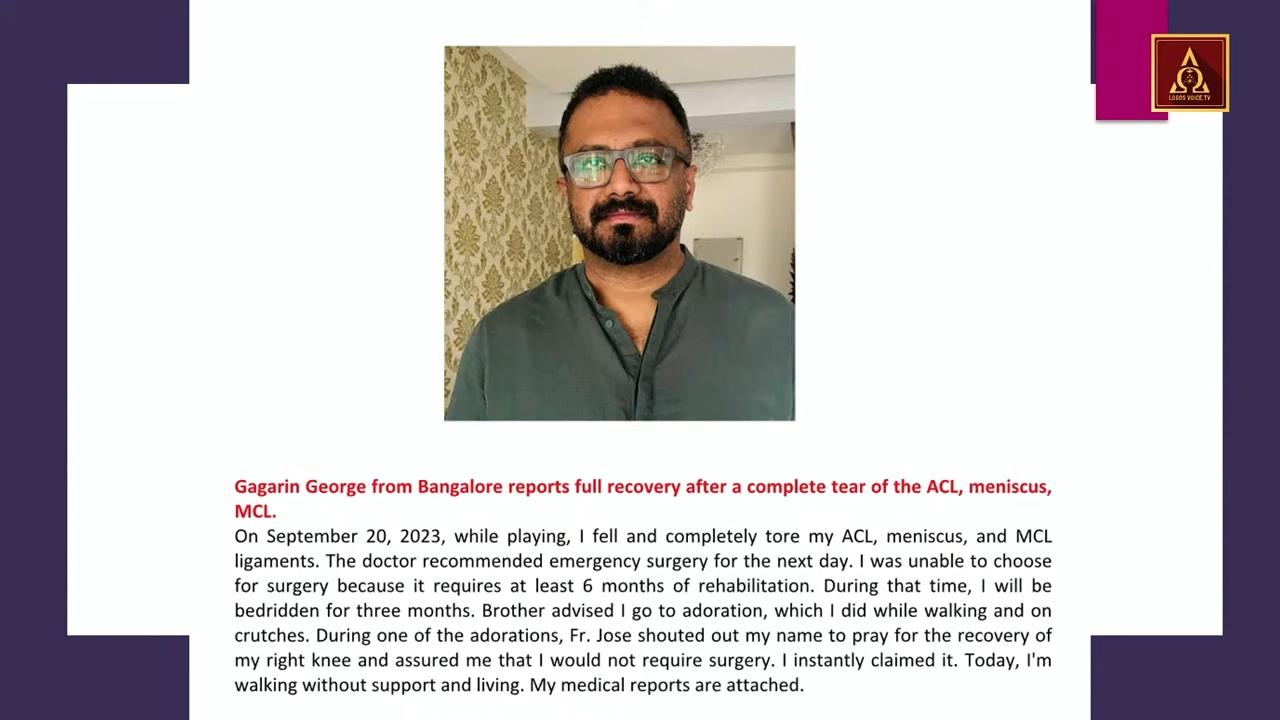 LOGOS VOICE.TV
Gagarin George from Bangalore reports full recovery after a complete tear of the ACL, meniscus,
MCL.
On September 20, 2023, while playing, I fell and completely tore my ACL, meniscus, and MCL
ligaments. The doctor recommended emergency surgery for the next day. I was unable to choose
for surgery because it requires at least 6 months of rehabilitation. During that time, I will be
bedridden for three months. Brother advised I go to adoration, which I did while walking and on
crutches. During one of the adorations, Fr. Jose shouted out my name to pray for the recovery of
my right knee and assured me that I would not require surgery. I instantly claimed it. Today, I'm
walking without support and living. My medical reports are attached.